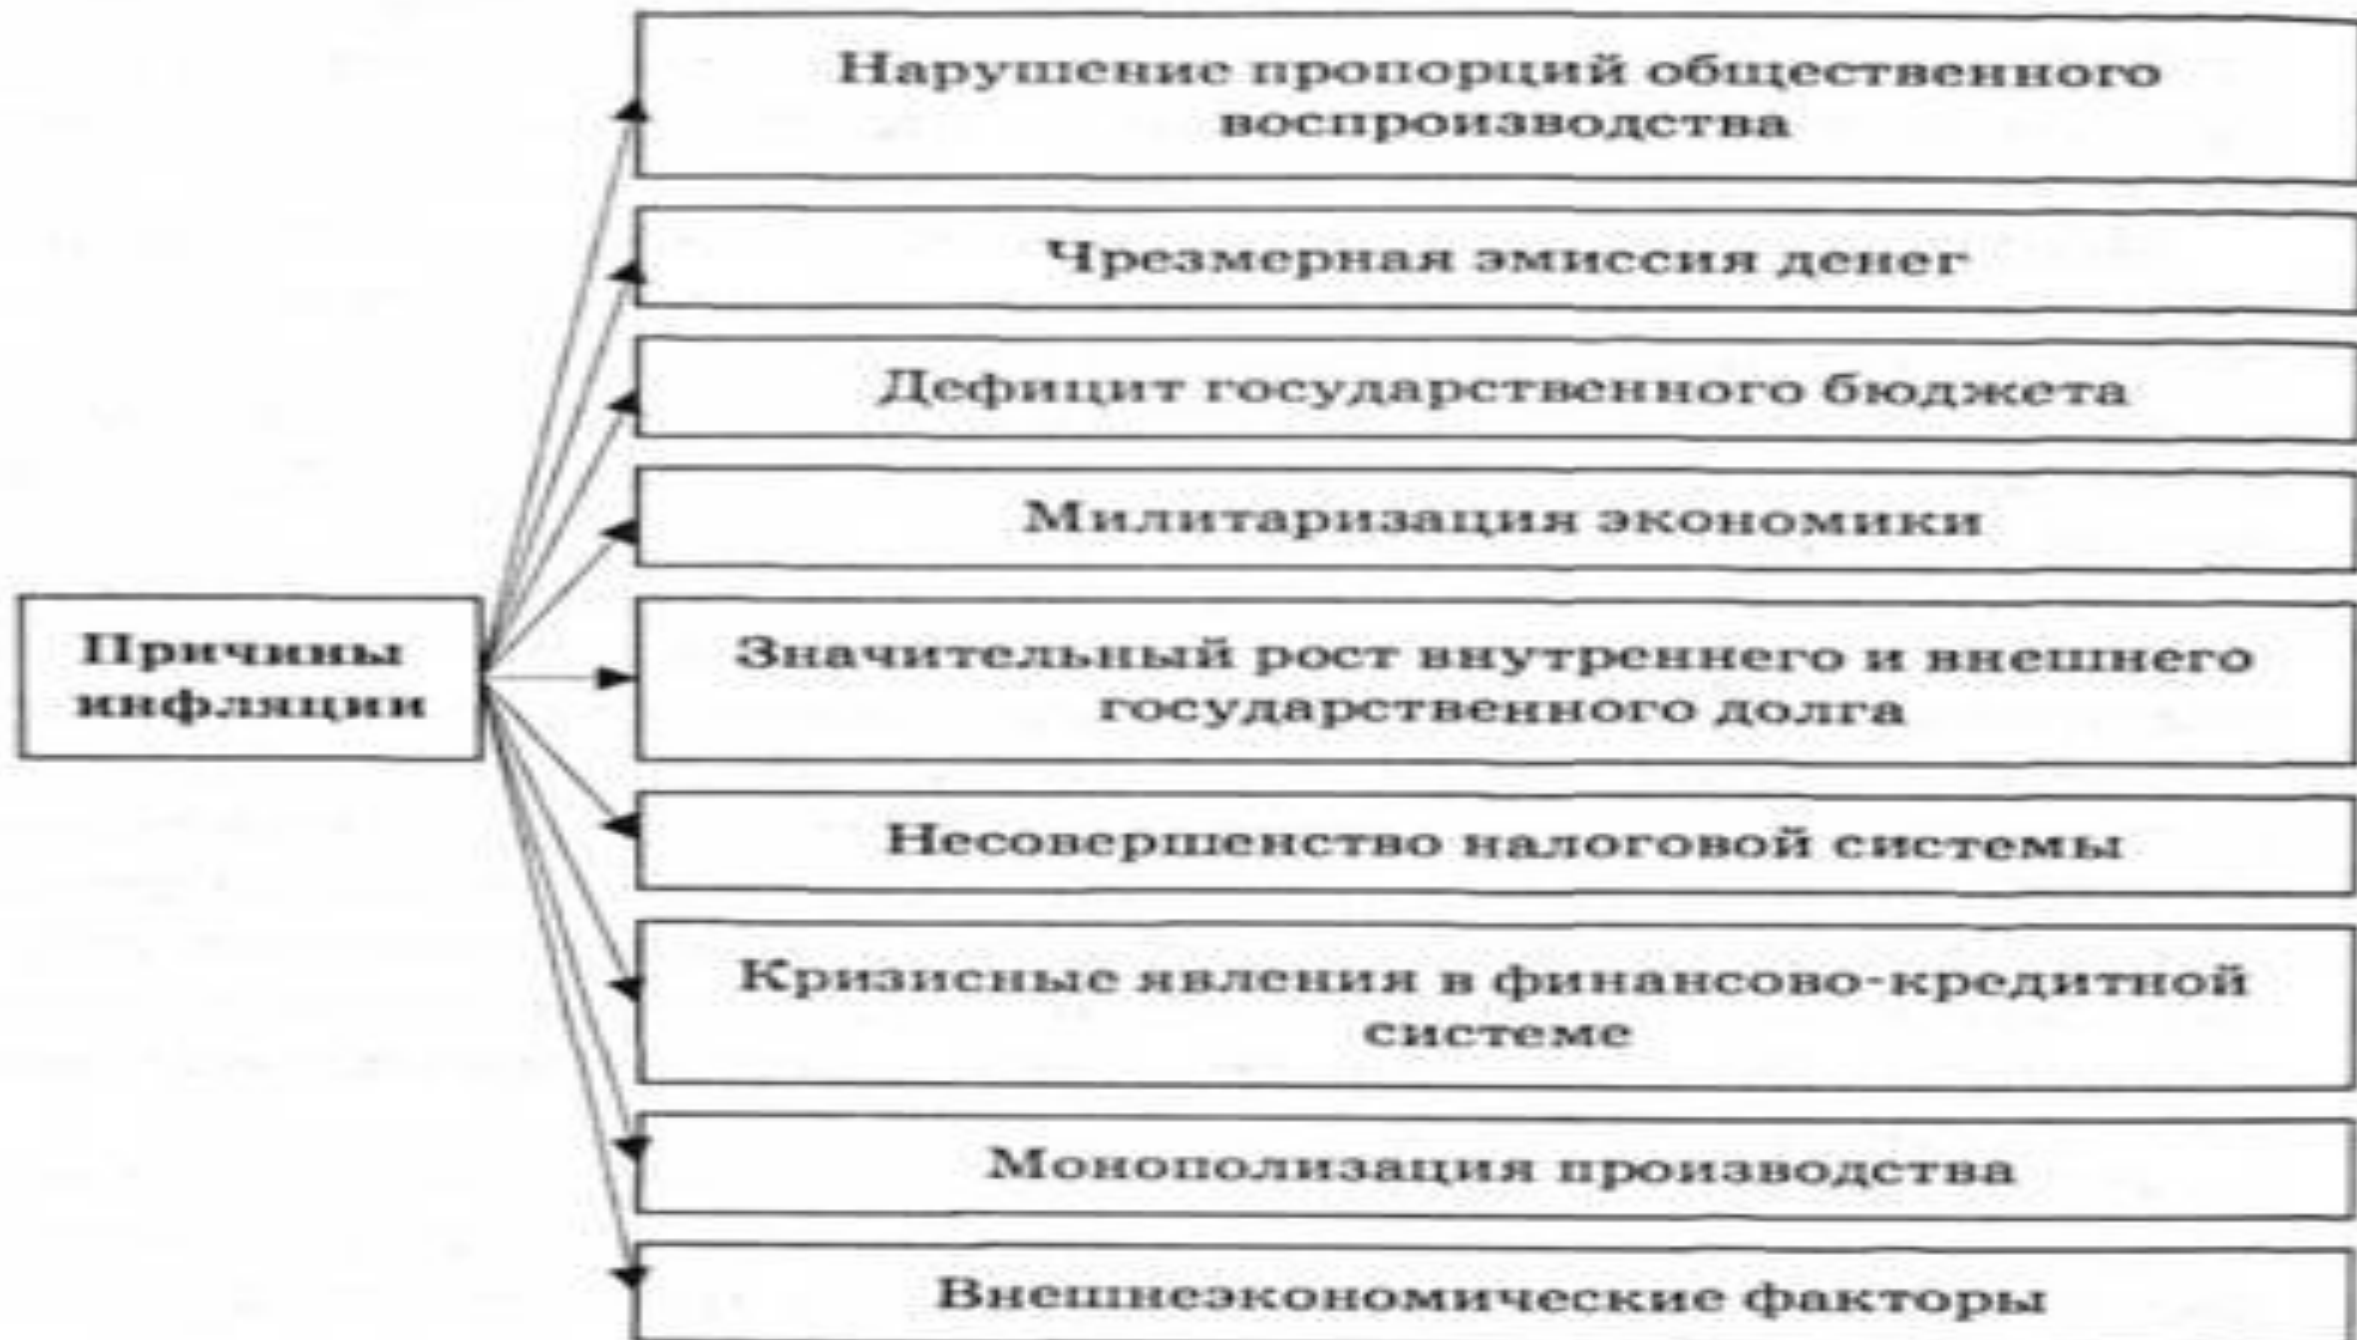 Нарушение пропорций общественного
воспроизводства
Чрезмерная эмиссия денег
Дефицит государственного бюджета
Милитаризация экономики
Причины
инфляции
Значительный рост внутреннего и внешнего
государственного долга
Несовершенство налоговой системы
Кризисные явления в финансово-кредитной
системе
Монополизация производства
Внешнеэкономические факторы